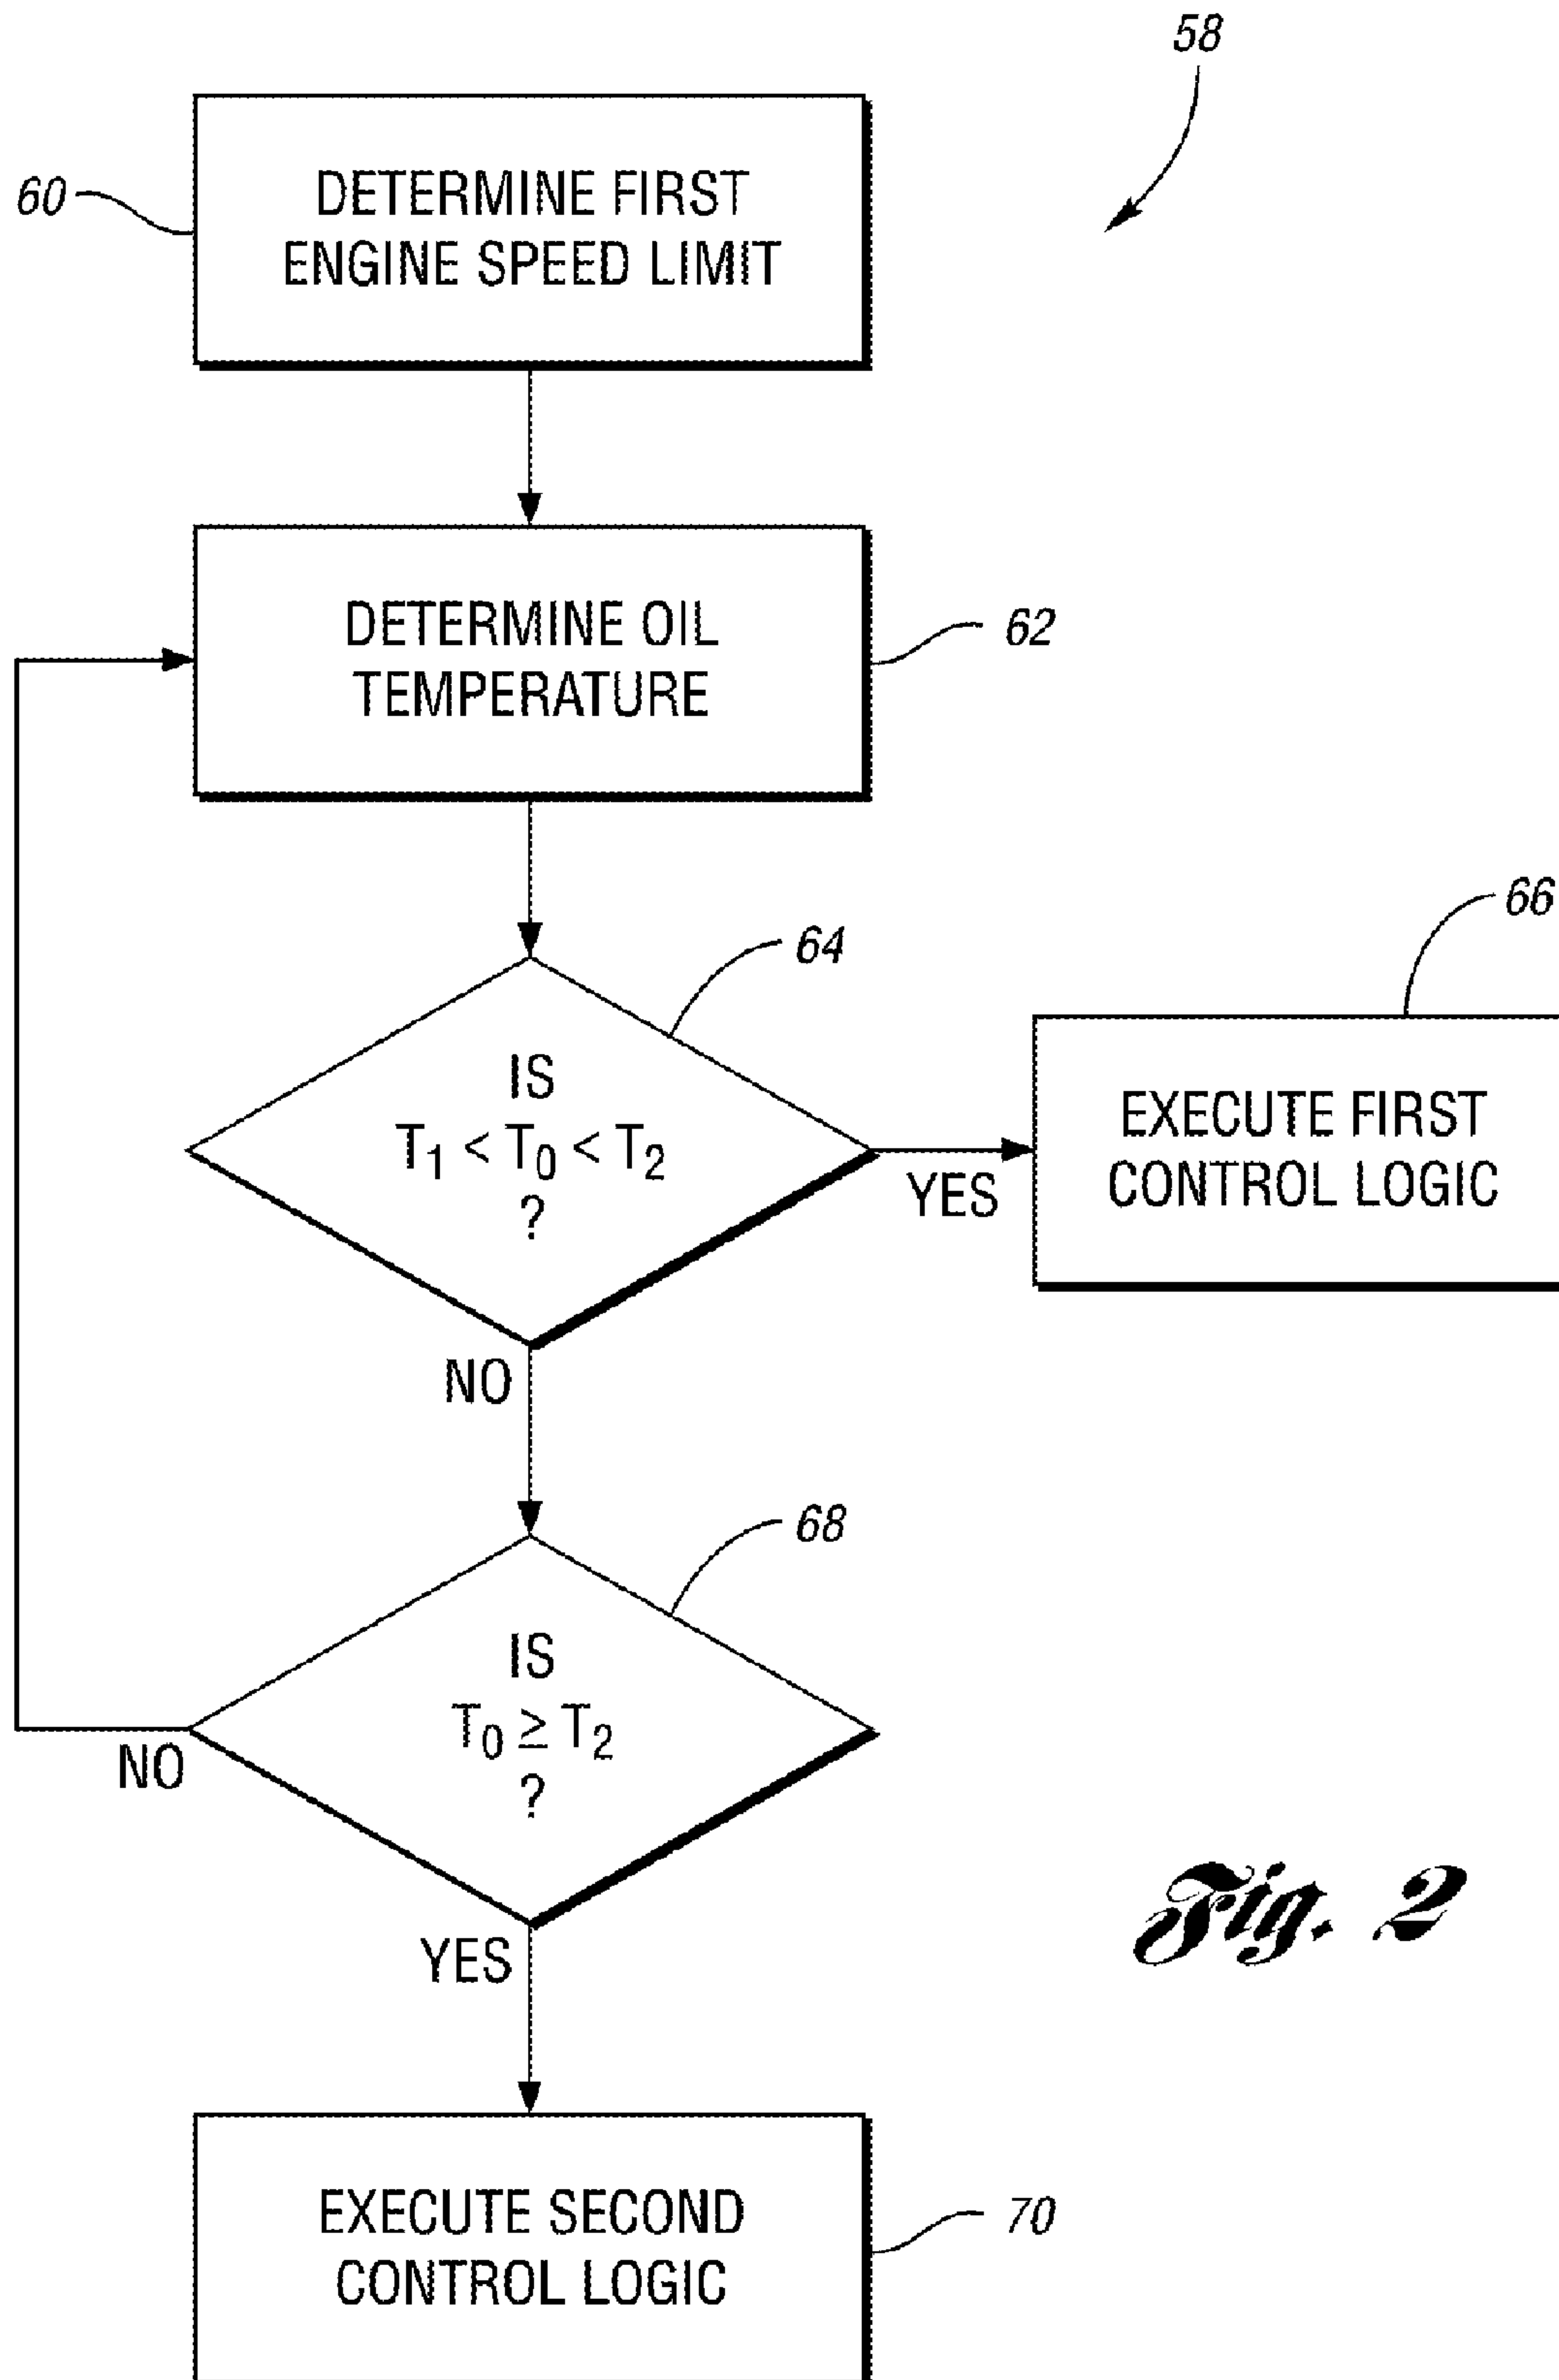 58
60
DETERMINE FIRST
ENGINE SPEED LIMIT
DETERMINE OIL
TEMPERATURE
62
64
IS
T₁ < T₀ < T₂
?
YES
66
EXECUTE FIRST
CONTROL LOGIC
NO
68
IS
T₀ ≥ T₂
?
NO
YES
Fig. 2
EXECUTE SECOND
CONTROL LOGIC
70